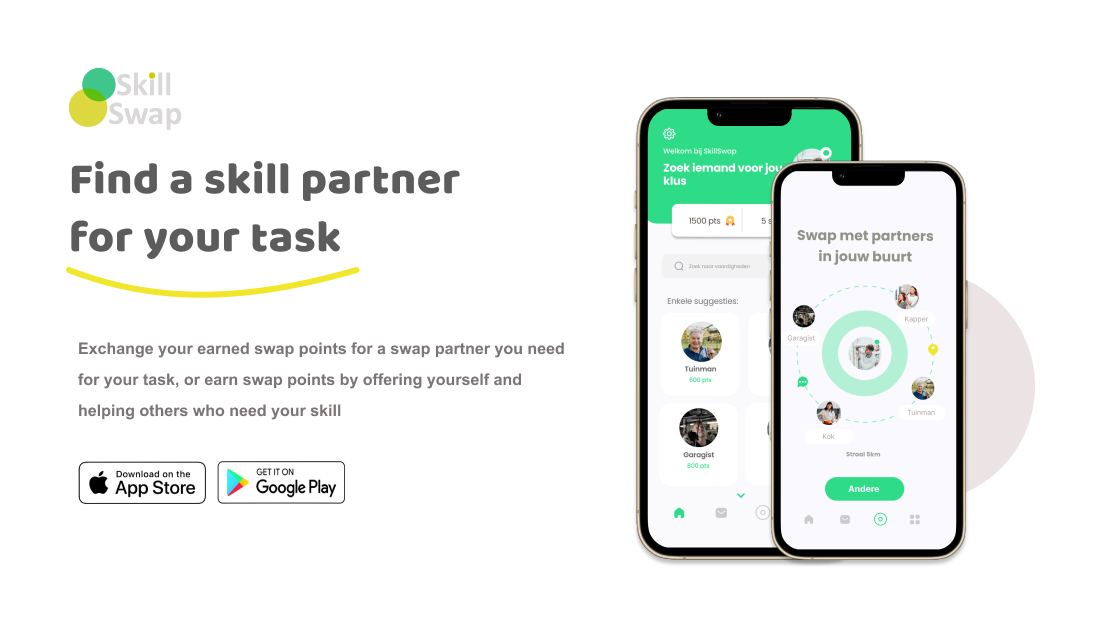 Skill
Swap
Find a skill partner
for your task
Exchange your earned swap points for a swap partner you need
for your task, or earn swap points by offering yourself and
helping others who need your skill
Download on the
App Store
GET IT ON
Google Play
Welkom bij SkillSwap
Zoek iemand voor jou
klus
1500 pts
5
Zoek naar vaardigheden
Enkele suggesties:
Tuinman
600 pts
Garagist
800 pts
Swap met partners
in jouw buurt
Kapper
Garagist
Tuinman
Kok
Straal 5km
Andere